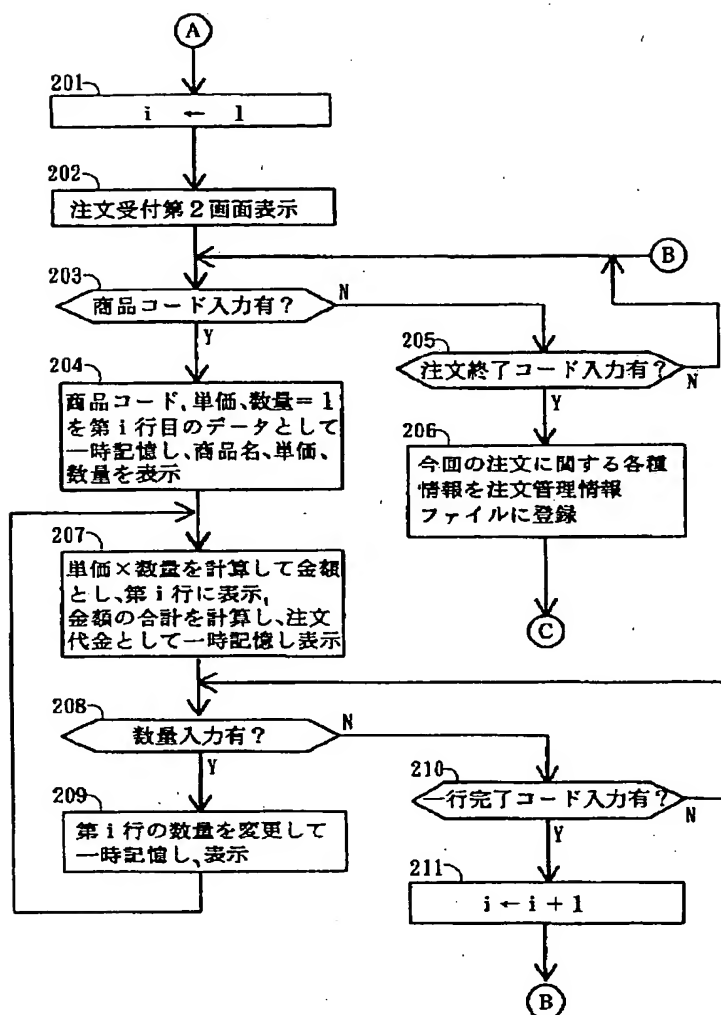 A
201
i ← 1
202
注文受付第2画面表示
B
203
商品コード入力有?
N
Y
205
注文終了コード入力有?
N
Y
204
商品コード,単価、数量=1
を第i行目のデータとして
一時記憶し、商品名、単価、
数量を表示
206
今回の注文に関する各種
情報を注文管理情報
ファイルに登録
207
単価×数量を計算して金額
とし、第i行に表示,
金額の合計を計算し、注文
代金として一時記憶し表示
C
208
数量入力有?
N
Y
210
一行完了コード入力有?
N
Y
209
第i行の数量を変更して
一時記憶し、表示
211
i←i+1
B